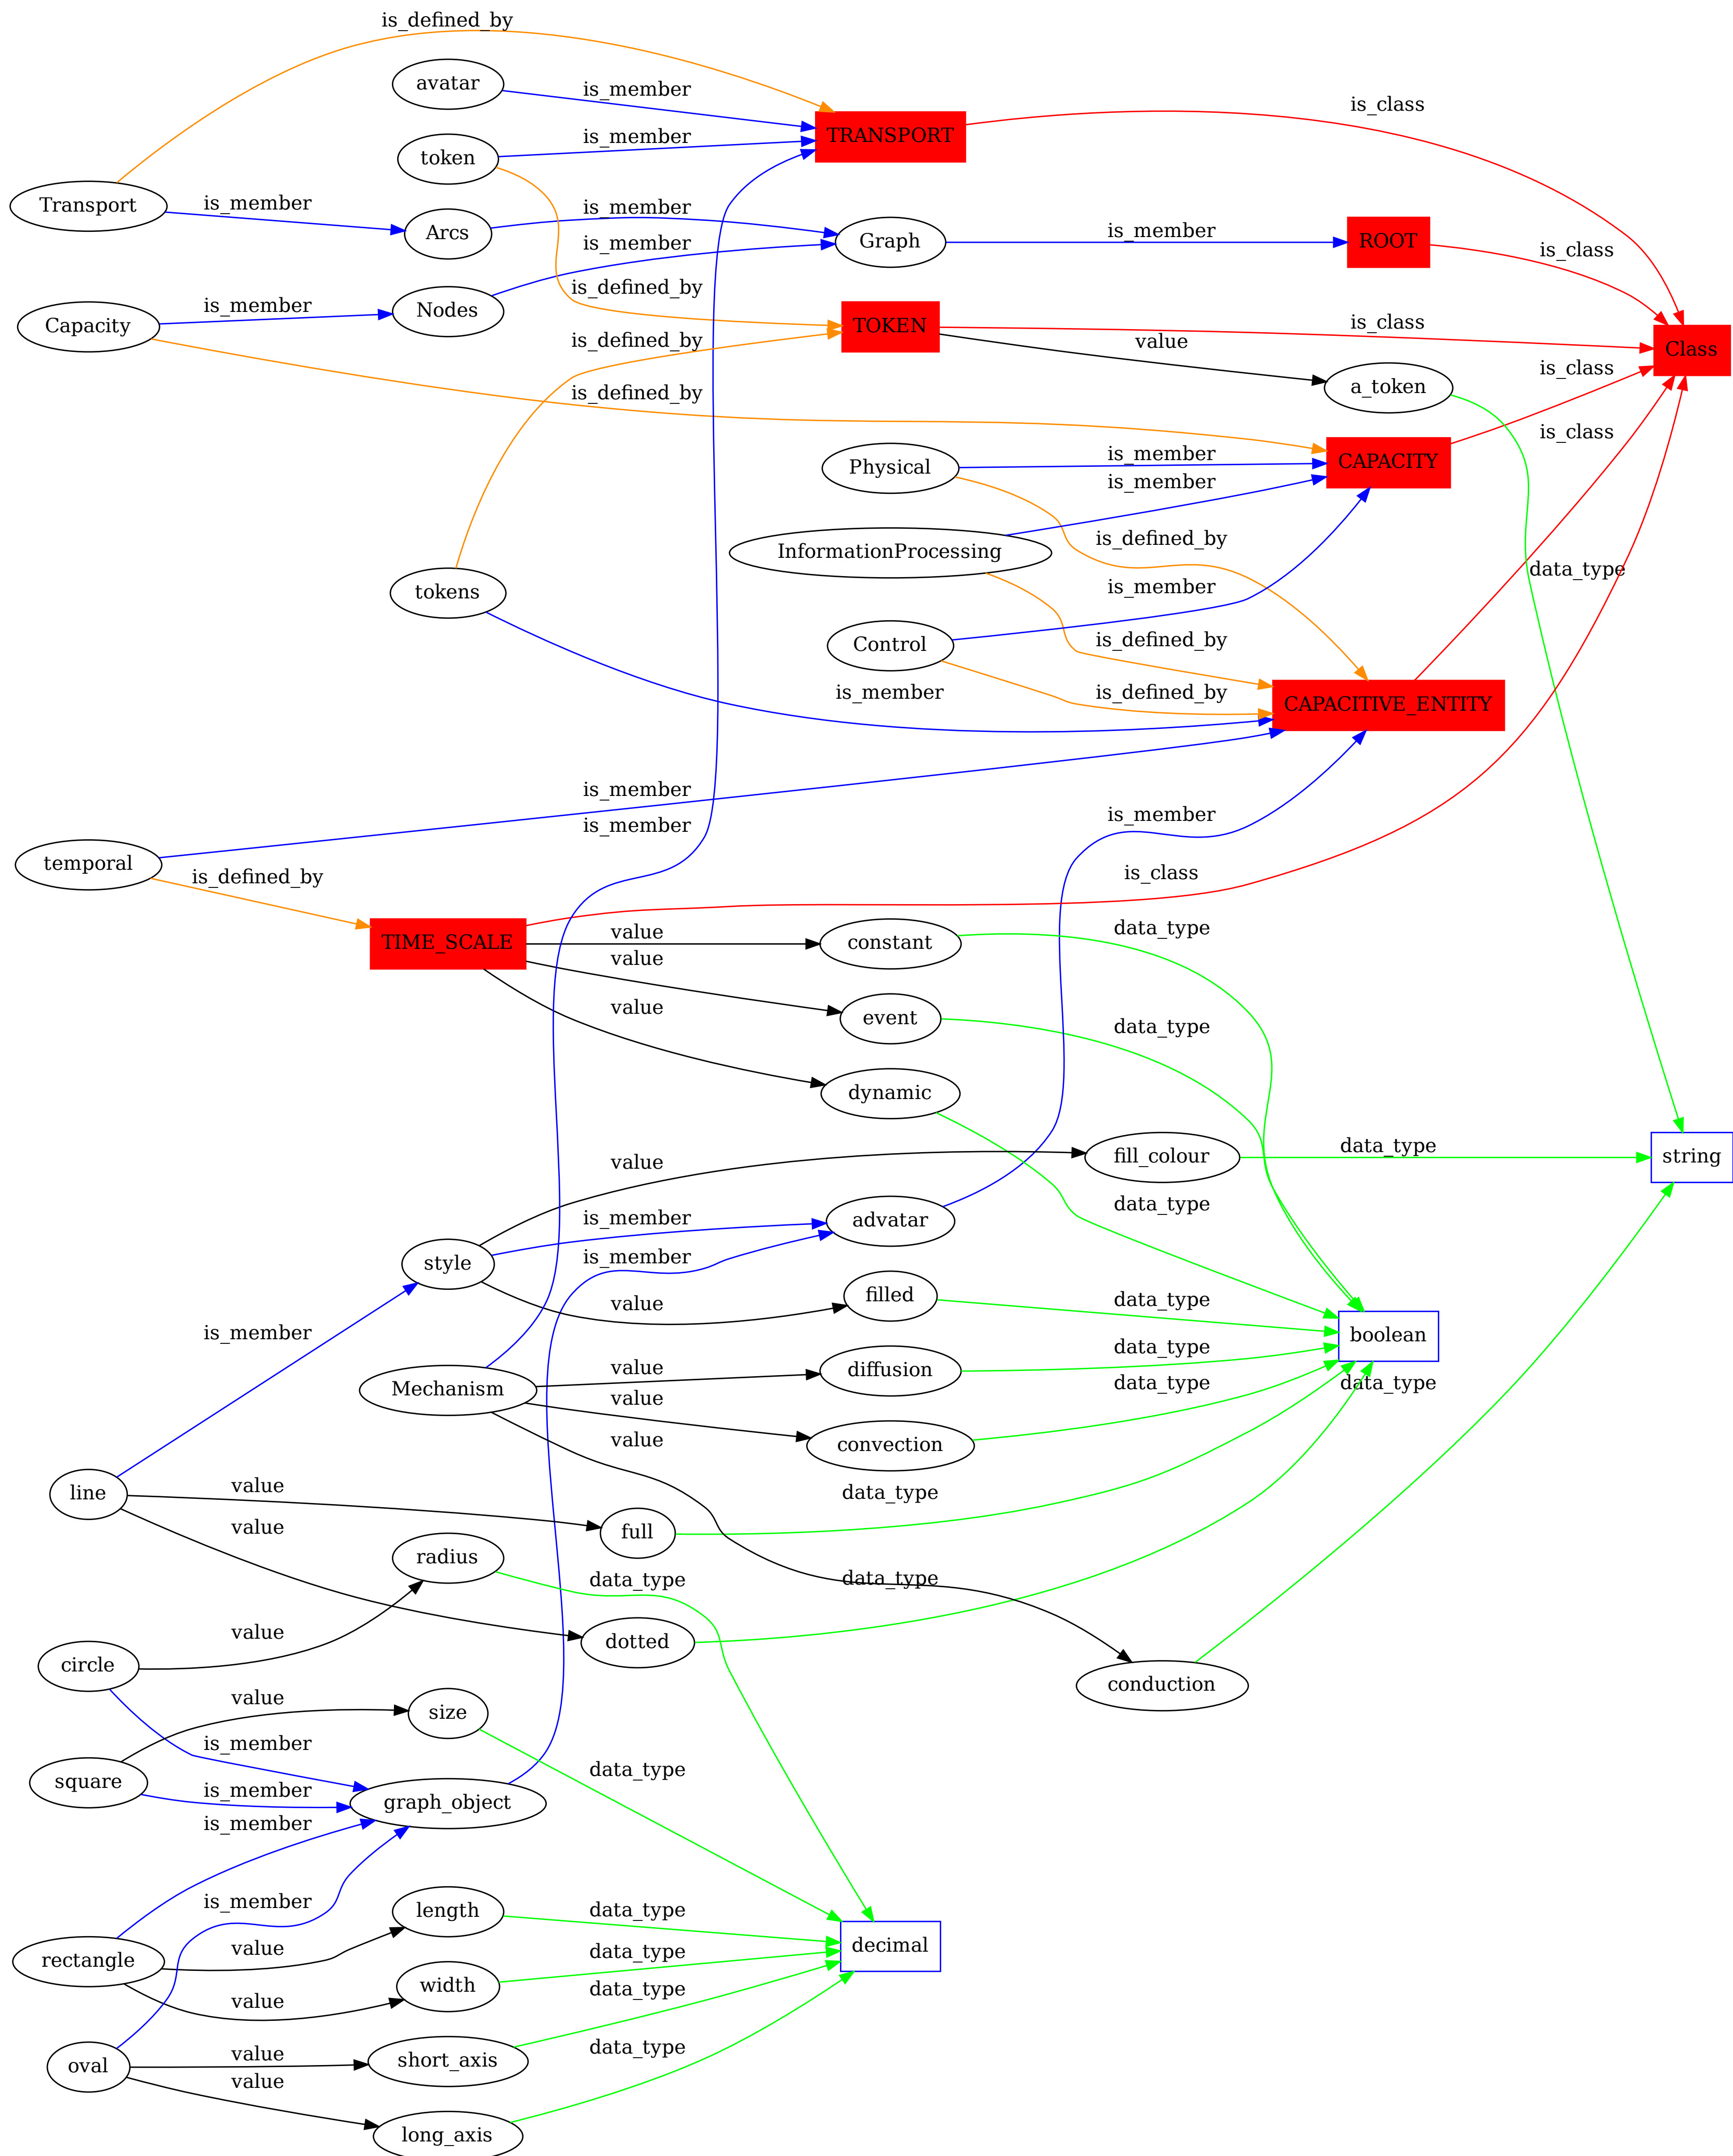 is_defined_by
avatar
is_member
TRANSPORT
is_class
token
is_member
Transport
is_member
Arcs
is_member
Graph
is_member
ROOT
is_class
is_member
Nodes
is_defined_by
Capacity
is_member
TOKEN
is_class
value
Class
is_defined_by
is_class
a_token
is_defined_by
is_class
Physical
is_member
CAPACITY
is_member
InformationProcessing
is_defined_by
data_type
tokens
is_member
Control
is_defined_by
is_member
is_defined_by
CAPACITIVE_ENTITY
is_member
is_member
is_member
temporal
is_defined_by
is_class
TIME_SCALE
value
constant
data_type
value
event
data_type
value
dynamic
fill_colour
data_type
string
value
data_type
is_member
advatar
style
is_member
value
filled
data_type
is_member
boolean
data_type
value
diffusion
Mechanism
data_type
data_type
value
convection
value
line
value
data_type
value
full
radius
data_type
data_type
value
dotted
circle
conduction
value
size
is_member
data_type
square
is_member
graph_object
is_member
is_member
length
data_type
value
rectangle
data_type
decimal
value
width
data_type
value
oval
short_axis
data_type
value
long_axis